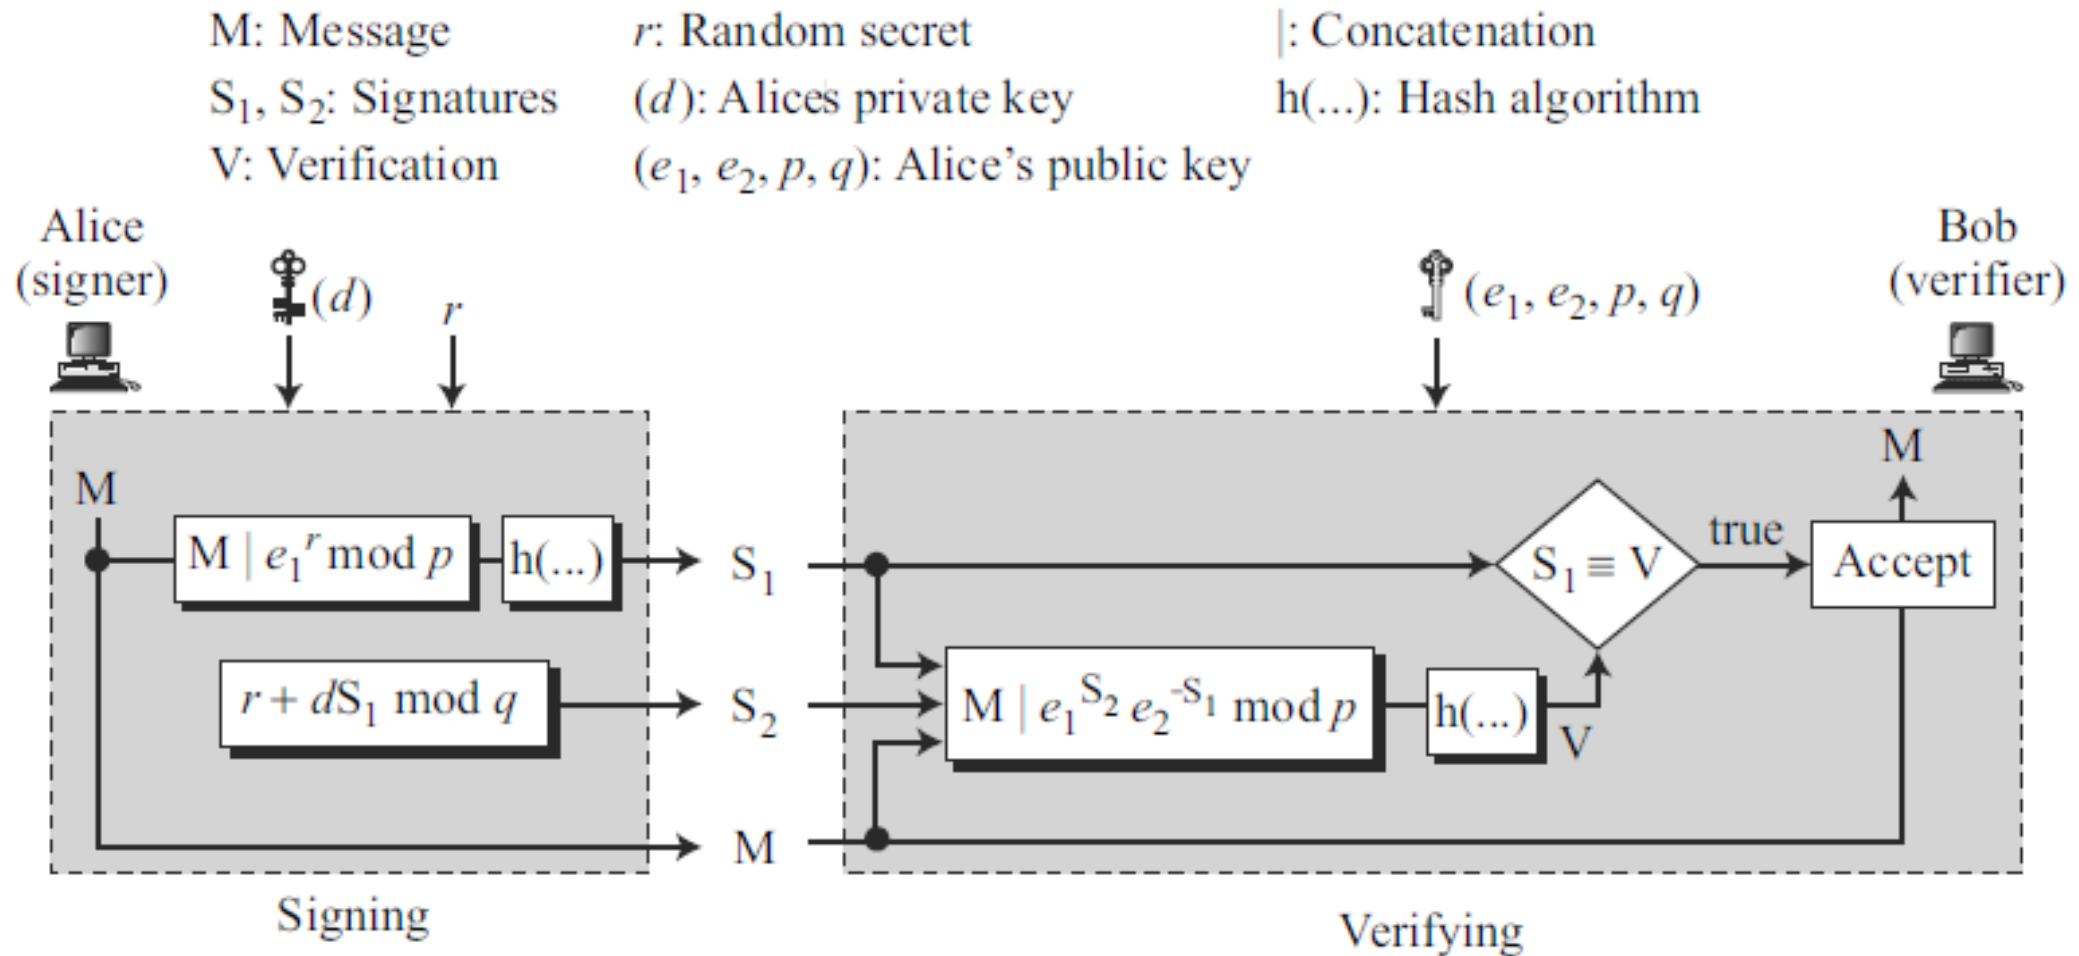 M: Message r: Random secret |: Concatenation
S₁, S₂: Signatures (d): Alices private key h(...): Hash algorithm
V: Verification (e₁, e₂, p, q): Alice’s public key
Alice
(signer)
(d)
r
(e₁, e₂, p, q)
Bob
(verifier)
M
M | e₁ʳ mod p
h(...)
S₁
S₁ ≡ V
true
Accept
M
r + dS₁ mod q
S₂
M | e₁^S₂ e₂^-S₁ mod p
h(...)
V
M
Signing
Verifying